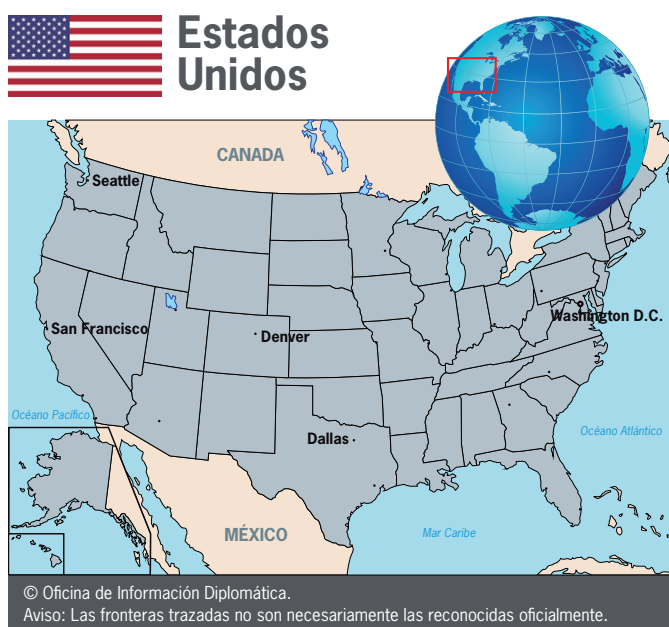 Estados
Unidos
CANADA
Seattle
San Francisco
Denver
Washington D.C.
Océano Pacífico
Dallas
Océano Atlántico
MÉXICO
Mar Caribe
© Oficina de Información Diplomática.
Aviso: Las fronteras trazadas no son necesariamente las reconocidas oficialmente.